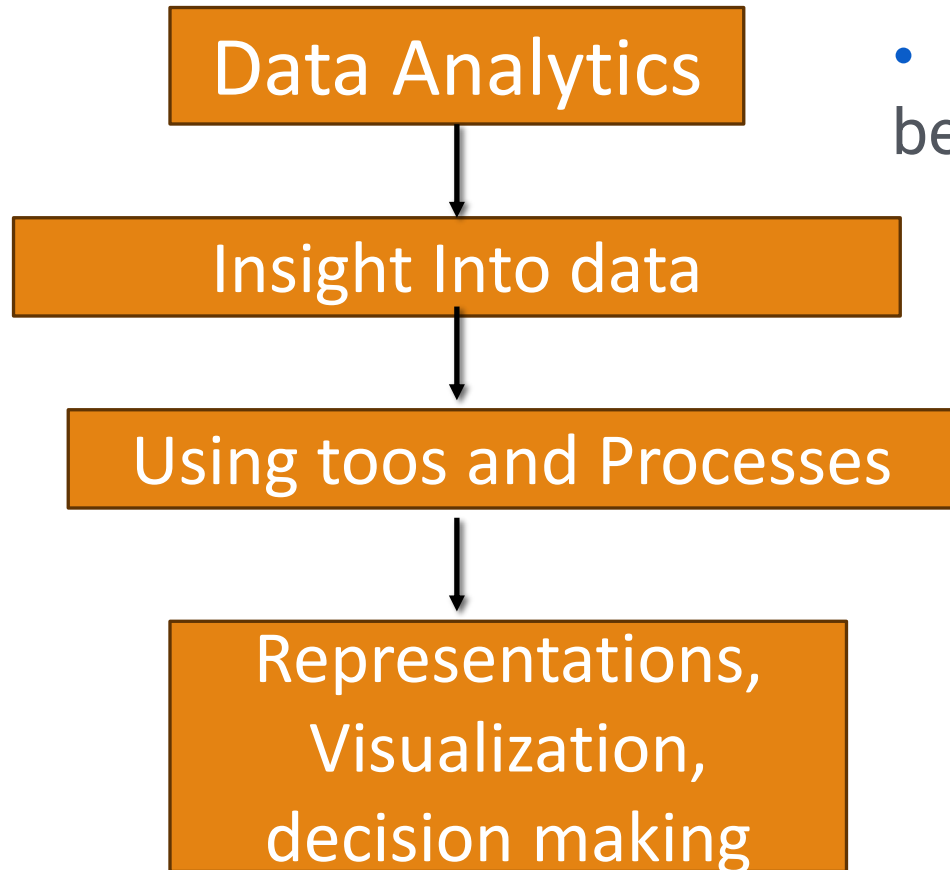 Data Analytics
•
Insight Into data
Using toos and Processes
Representations,
Visualization,
decision making